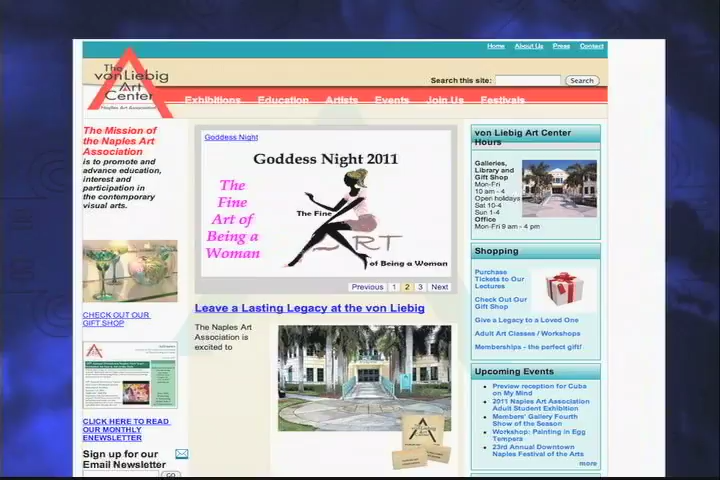 Home About Us Press Contact
The
vonLiebig
Art
Center
Naples Art Association
Search this site: Search
Exhibitions Education Artists Events Join Us Festivals
The Mission of
the Naples Art
Association
is to promote and
advance education,
interest and
participation in
the contemporary
visual arts.
CHECK OUT OUR
GIFT SHOP
CLICK HERE TO READ
OUR MONTHLY
ENEWSLETTER
Sign up for our
Email Newsletter
GO
Goddess Night
Goddess Night 2011
The
Fine
Art of
Being a
Woman
The Fine
ART
of Being a Woman
Previous 1 2 3 Next
Leave a Lasting Legacy at the von Liebig
The Naples Art
Association is
excited to
von Liebig Art Center
Hours
Galleries,
Library and
Gift Shop
Mon-Fri
10 am - 4
Open holidays
Sat 10-4
Sun 1-4
Office
Mon-Fri 9 am - 4 pm
Shopping
Purchase
Tickets to Our
Lectures
Check Out Our
Gift Shop
Give a Legacy to a Loved One
Adult Art Classes / Workshops
Memberships - the perfect gift!
Upcoming Events
Preview reception for Cuba
on My Mind
2011 Naples Art Association
Adult Student Exhibition
Members' Gallery Fourth
Show of the Season
Workshop: Painting in Egg
Tempera
23rd Annual Downtown
Naples Festival of the Arts
more